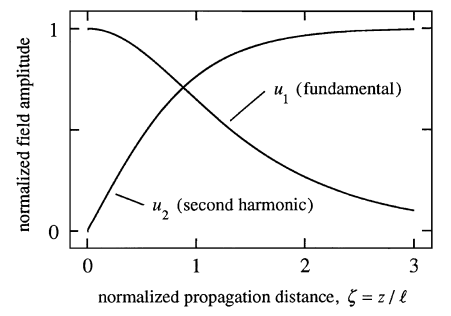 normalized field amplitude
1
0
u1 (fundamental)
u2 (second harmonic)
0 1 2 3
normalized propagation distance, ζ = z / ℓ